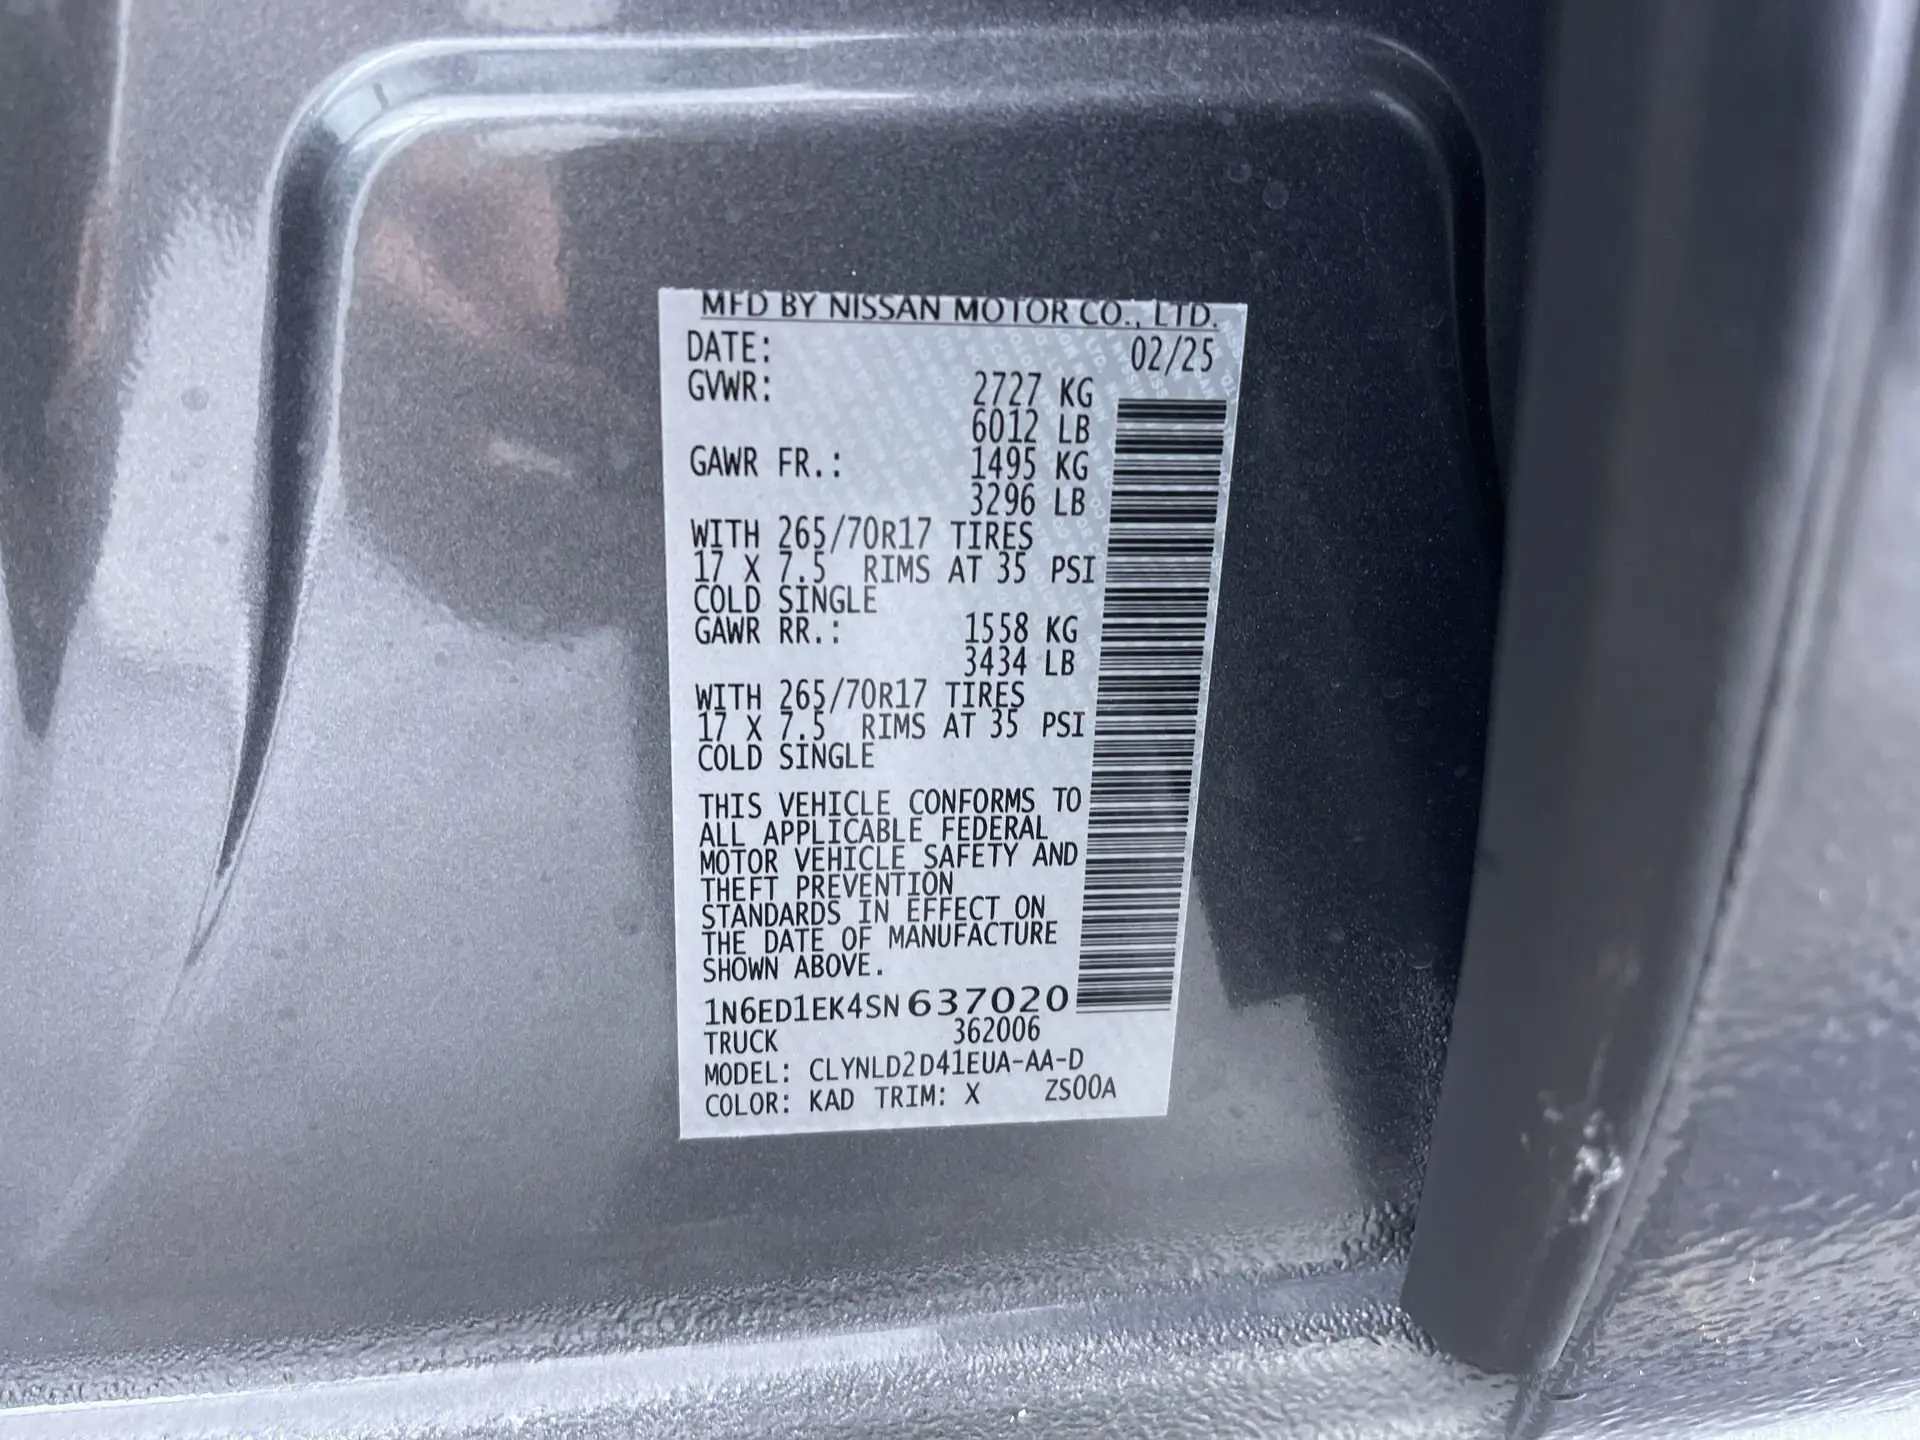 MFD BY NISSAN MOTOR CO., LTD.
DATE: 02/25
GVWR: 2727 KG
6012 LB
GAWR FR.: 1495 KG
3296 LB
WITH 265/70R17 TIRES
17 X 7.5 RIMS AT 35 PSI
COLD SINGLE
GAWR RR.: 1558 KG
3434 LB
WITH 265/70R17 TIRES
17 X 7.5 RIMS AT 35 PSI
COLD SINGLE
THIS VEHICLE CONFORMS TO
ALL APPLICABLE FEDERAL
MOTOR VEHICLE SAFETY AND
THEFT PREVENTION
STANDARDS IN EFFECT ON
THE DATE OF MANUFACTURE
SHOWN ABOVE.
1N6ED1EK4SN637020
TRUCK 362006
MODEL: CLYNLD2D41EUA-AA-D
COLOR: KAD TRIM: X ZS00A